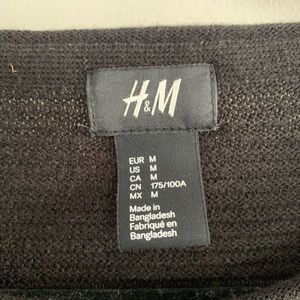 H&M
EUR M
US M
CA M
CN 175/100A
MX M
Made in
Bangladesh
Fabriqué en
Bangladesh